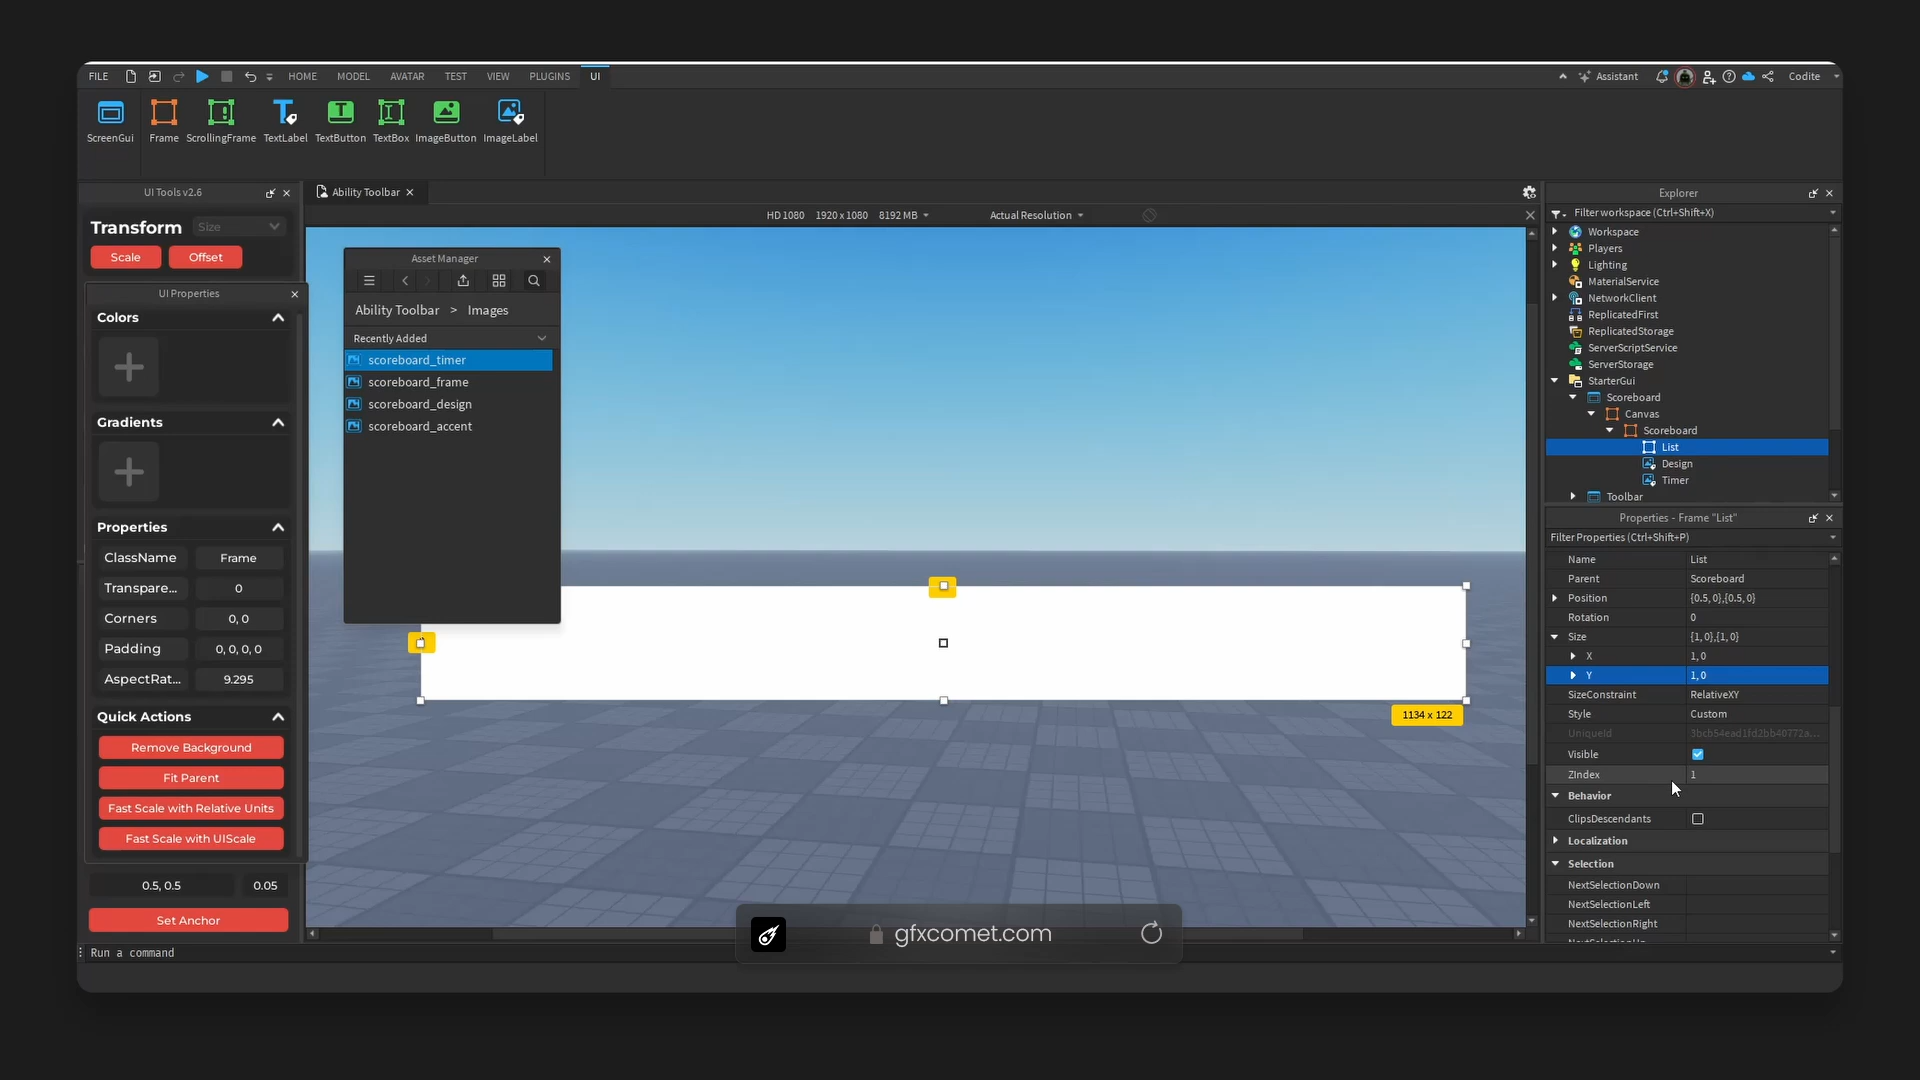 FILE HOME MODEL AVATAR TEST VIEW PLUGINS UI Assistant Codite
ScreenGui Frame ScrollingFrame TextLabel TextButton TextBox ImageButton ImageLabel
UI Tools v2.6
Transform Size
Scale Offset
UI Properties
Colors
Gradients
Properties
ClassName Frame
Transpare... 0
Corners 0, 0
Padding 0, 0, 0, 0
AspectRat... 9.295
Quick Actions
Remove Background
Fit Parent
Fast Scale with Relative Units
Fast Scale with UIScale
0.5, 0.5 0.05
Set Anchor
Ability Toolbar
HD 1080 1920 x 1080 8192 MB Actual Resolution
Asset Manager
Ability Toolbar > Images
Recently Added
scoreboard_timer
scoreboard_frame
scoreboard_design
scoreboard_accent
1134 x 122
gfxcomet.com
Explorer
Filter workspace (Ctrl+Shift+X)
Workspace
Players
Lighting
MaterialService
NetworkClient
ReplicatedFirst
ReplicatedStorage
ServerScriptService
ServerStorage
StarterGui
Scoreboard
Canvas
Scoreboard
List
Design
Timer
Toolbar
Properties - Frame "List"
Filter Properties (Ctrl+Shift+P)
Name List
Parent Scoreboard
Position {0.5, 0},{0.5, 0}
Rotation 0
Size {1, 0},{1, 0}
X 1, 0
Y 1, 0
SizeConstraint RelativeXY
Style Custom
UniqueId
Visible
ZIndex 1
Behavior
ClipsDescendants
Localization
Selection
NextSelectionDown
NextSelectionLeft
NextSelectionRight
Run a command